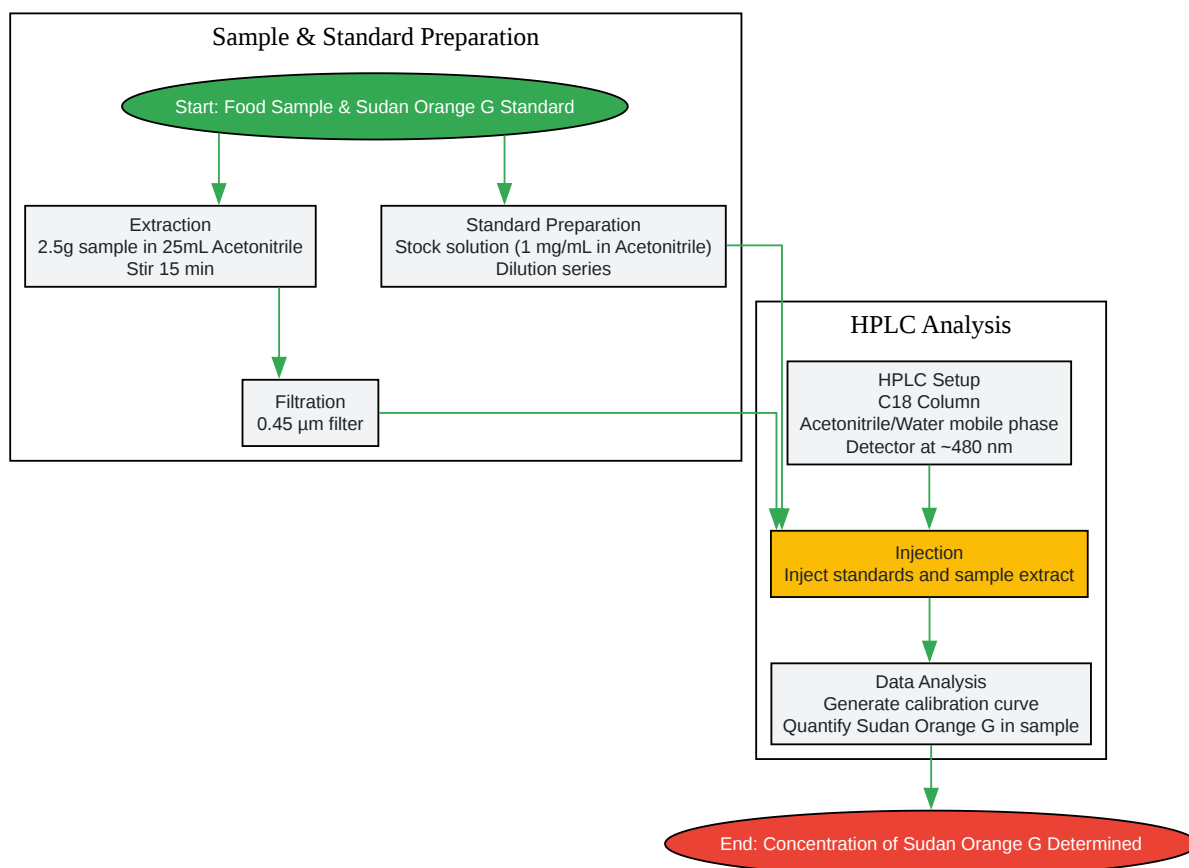 Sample & Standard Preparation
Start: Food Sample & Sudan Orange G Standard
Extraction
2.5g sample in 25mL Acetonitrile
Stir 15 min
Standard Preparation
Stock solution (1 mg/mL in Acetonitrile)
Dilution series
Filtration
0.45 µm filter
HPLC Analysis
HPLC Setup
C18 Column
Acetonitrile/Water mobile phase
Detector at ~480 nm
Injection
Inject standards and sample extract
Data Analysis
Generate calibration curve
Quantify Sudan Orange G in sample
End: Concentration of Sudan Orange G Determined